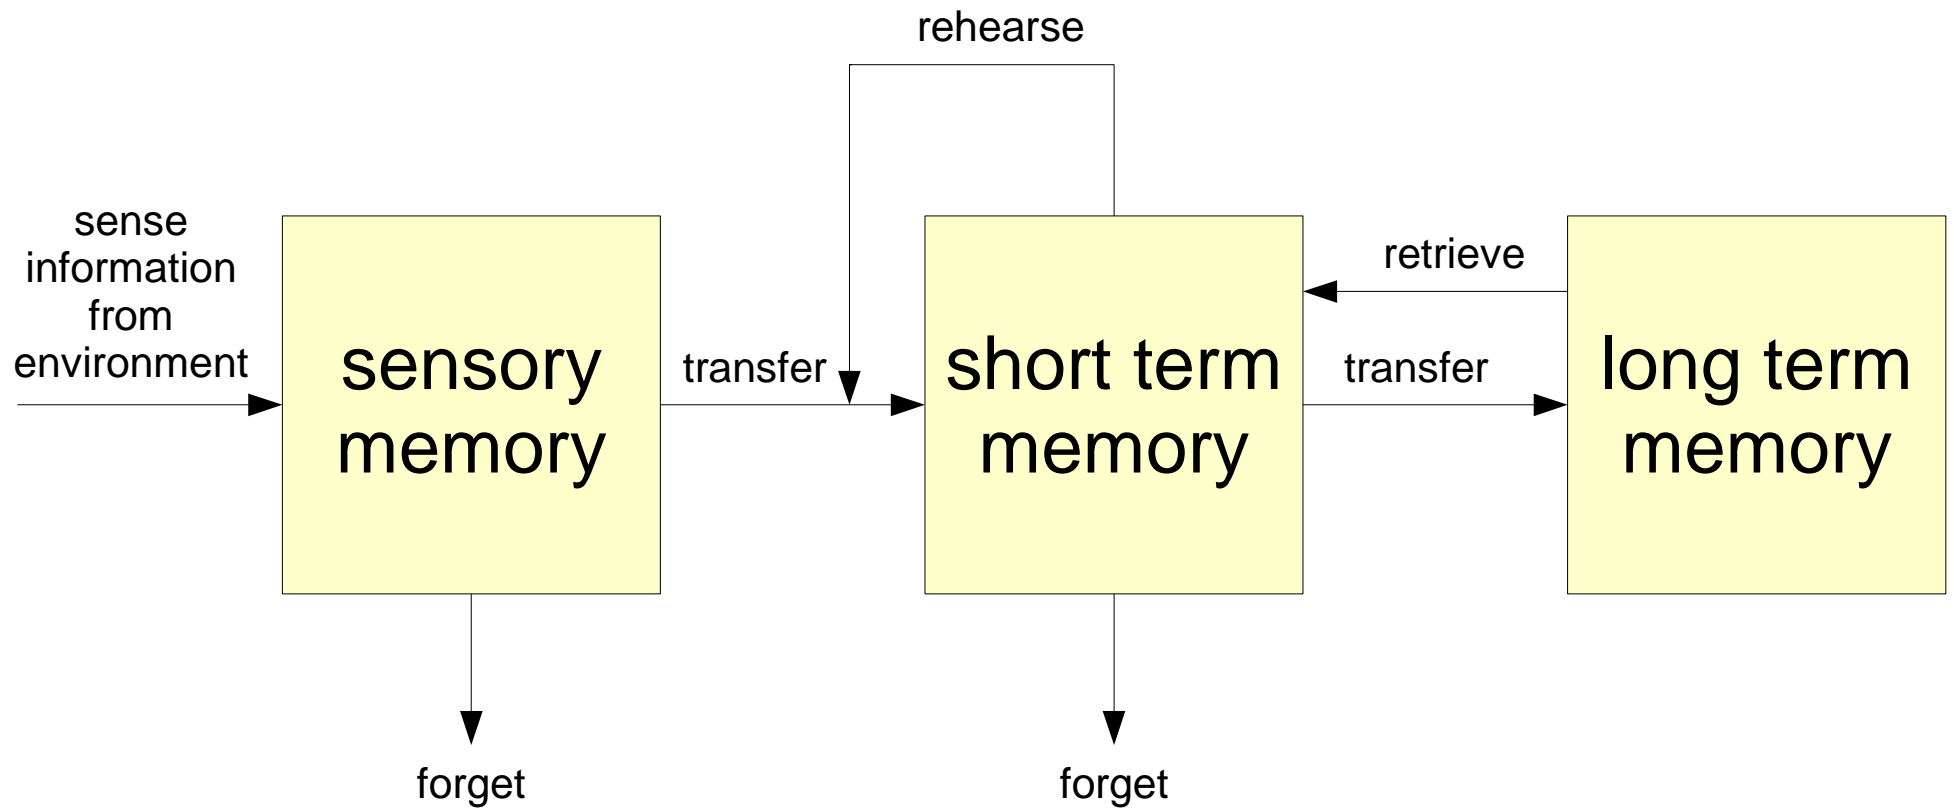 rehearse
sense
information
from
environment
sensory
memory
transfer
short term
memory
retrieve
transfer
long term
memory
forget
forget